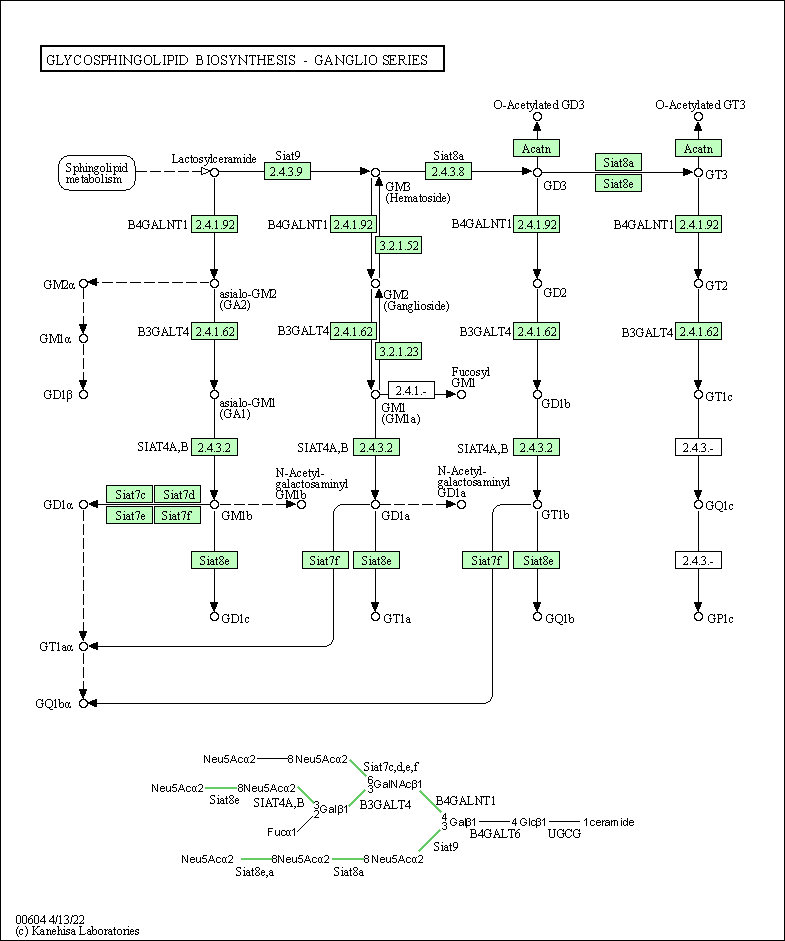 GLYCOSPHINGOLIPID BIOSYNTHESIS - GANGLIO SERIES
O-Acetylated GD3
O-Acetylated GT3
Acatn
Acatn
Sphingolipid
metabolism
Lactosylceramide
Siat9
2.4.3.9
GM3
(Hematoside)
Siat8a
2.4.3.8
GD3
Siat8a
Siat8e
GT3
B4GALNT1
2.4.1.92
B4GALNT1
2.4.1.92
3.2.1.52
B4GALNT1
2.4.1.92
B4GALNT1
2.4.1.92
GM2α
asialo-GM2
(GA2)
GM2
(Ganglioside)
GD2
GT2
GM1α
B3GALT4
2.4.1.62
B3GALT4
2.4.1.62
3.2.1.23
B3GALT4
2.4.1.62
B3GALT4
2.4.1.62
GD1β
asialo-GM1
(GA1)
GM1
(GM1a)
2.4.1.-
Fucosyl
GM1
GD1b
GT1c
SIAT4A,B
2.4.3.2
SIAT4A,B
2.4.3.2
SIAT4A,B
2.4.3.2
2.4.3.-
GD1α
Siat7c
Siat7d
Siat7e
Siat7f
GM1b
N-Acetyl-
galactosaminyl
GM1b
GD1a
N-Acetyl-
galactosaminyl
GD1a
GT1b
GQ1c
Siat8e
Siat7f
Siat8e
Siat7f
Siat8e
2.4.3.-
GD1c
GT1a
GQ1b
GP1c
GT1aα
GQ1bα
Neu5Acα2
8 Neu5Acα2
Siat7c,d,e,f
Neu5Acα2
8Neu5Acα2
6
3 GalNAcβ1
Siat8e
SIAT4A,B
3
2 Galβ1
B3GALT4
B4GALNT1
Fucα1
4
3 Galβ1
4 Glcβ1
1ceramide
B4GALT6
UGCG
Siat9
Neu5Acα2
8Neu5Acα2
8 Neu5Acα2
Siat8e,a
Siat8a
00604 4/13/22
(c) Kanehisa Laboratories